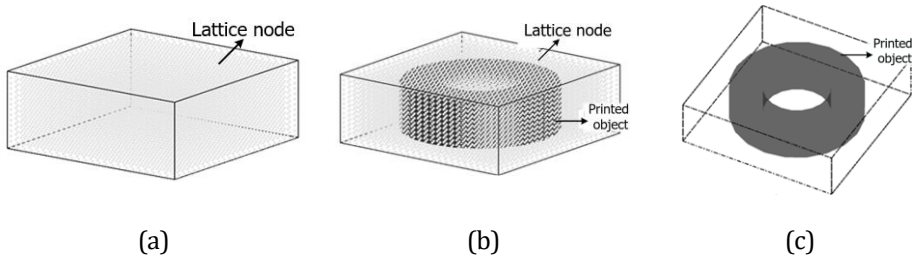 Lattice node
Lattice node
Printed
object
Printed
object
(a)
(b)
(c)